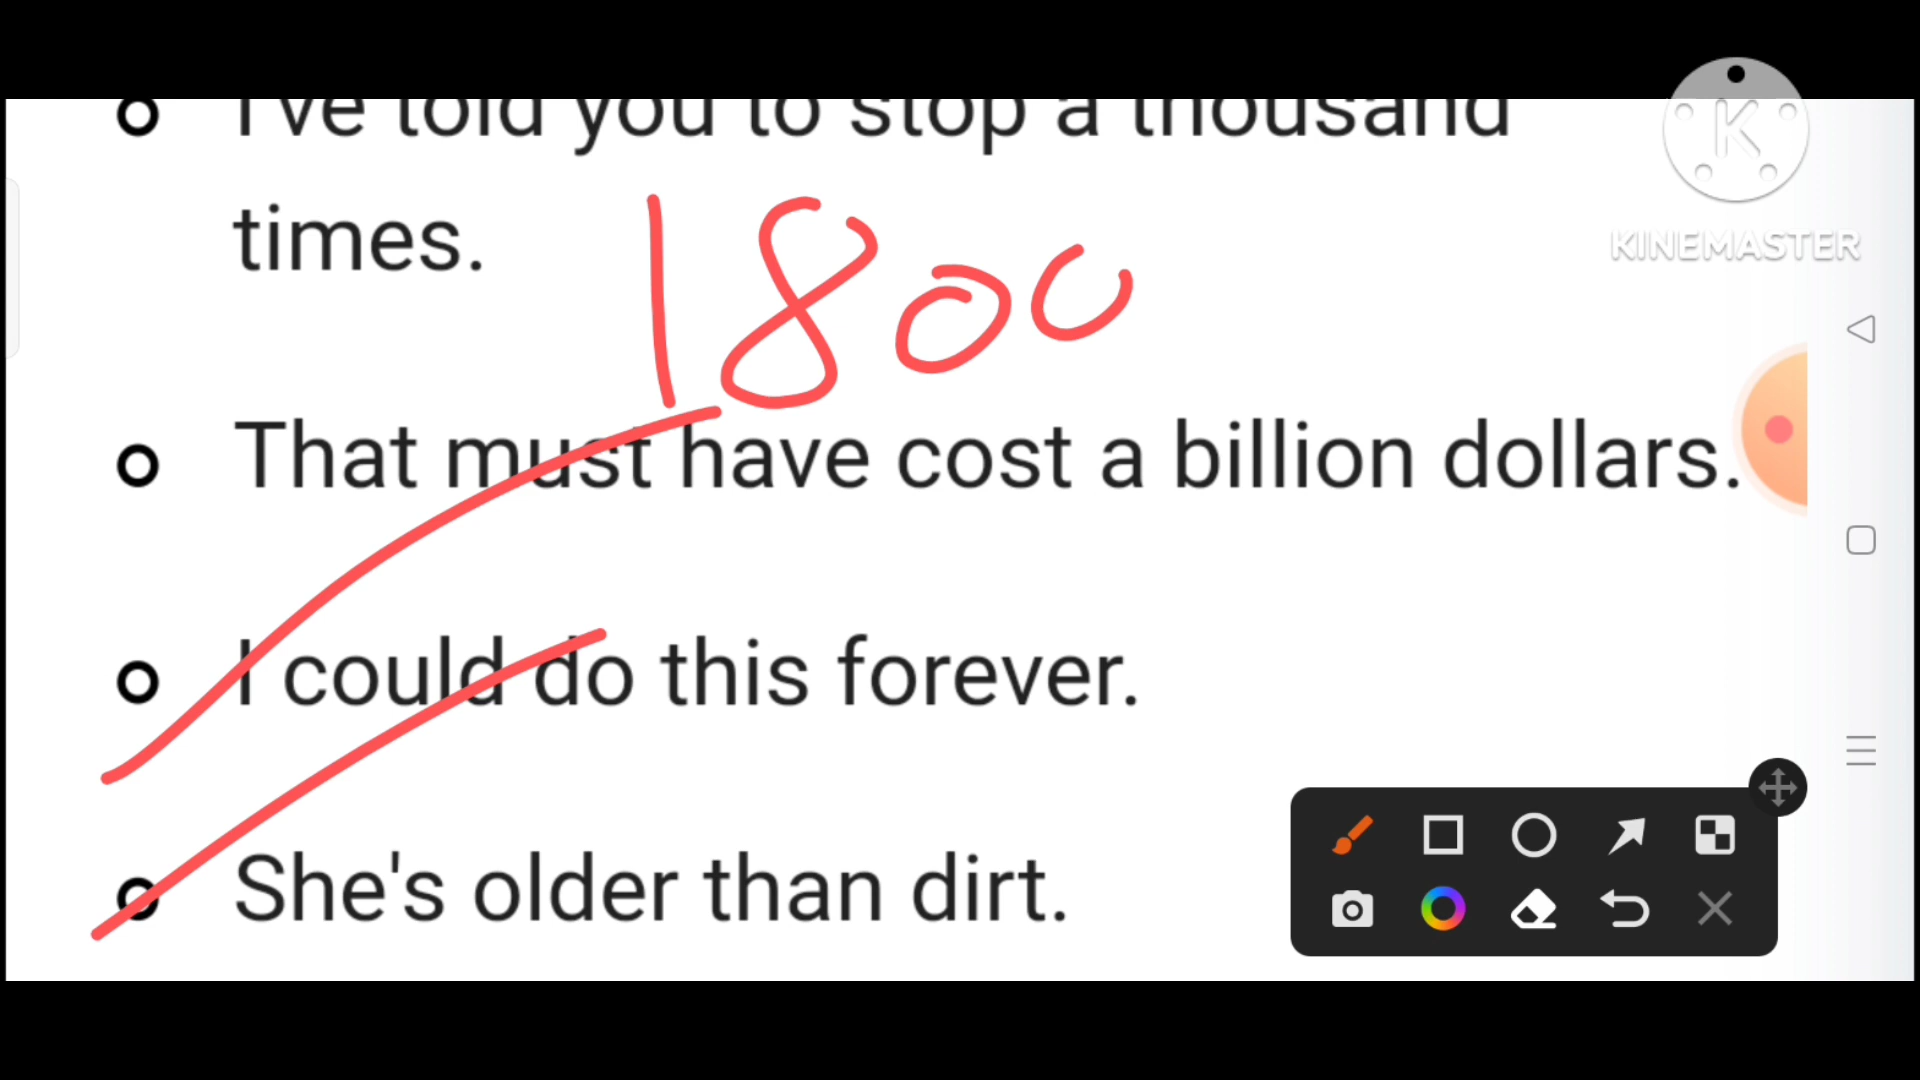 I've told you to stop a thousand
times.
1800
That must have cost a billion dollars.
I could do this forever.
She's older than dirt.
K
KINEMASTER